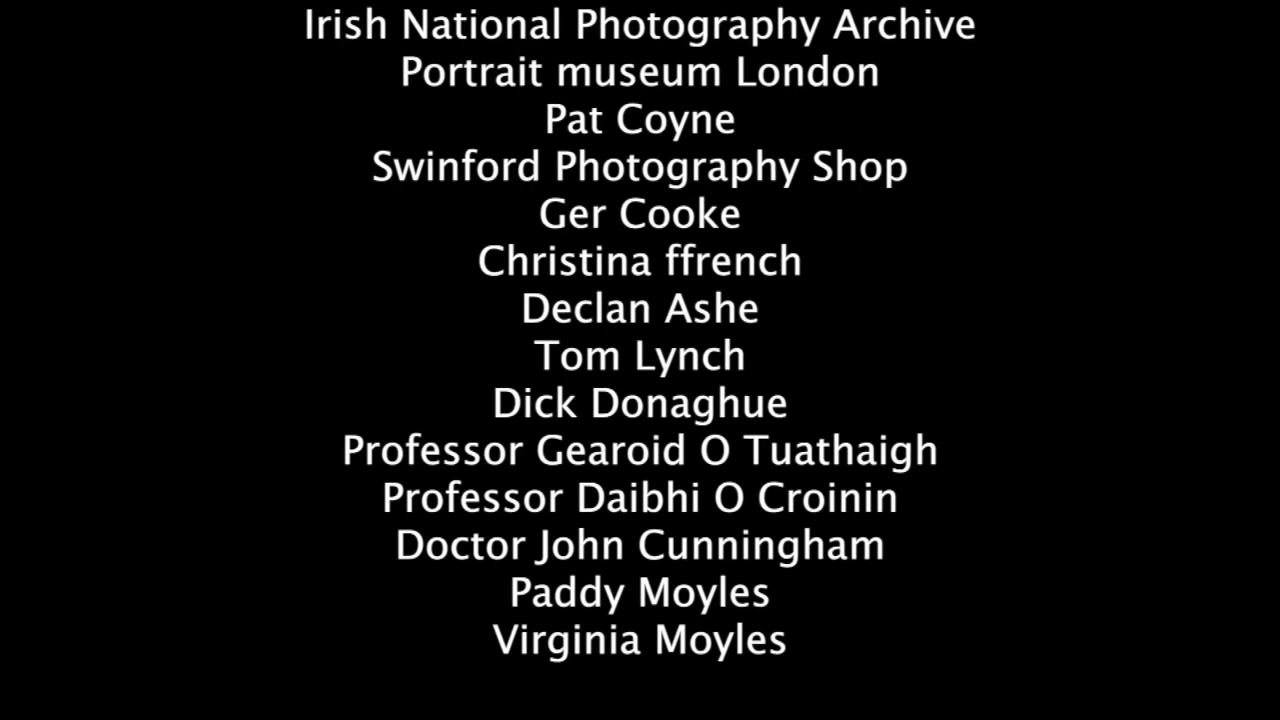 Irish National Photography Archive
Portrait museum London
Pat Coyne
Swinford Photography Shop
Ger Cooke
Christina ffrench
Declan Ashe
Tom Lynch
Dick Donaghue
Professor Gearoid O Tuathaigh
Professor Daibhi O Croinin
Doctor John Cunningham
Paddy Moyles
Virginia Moyles